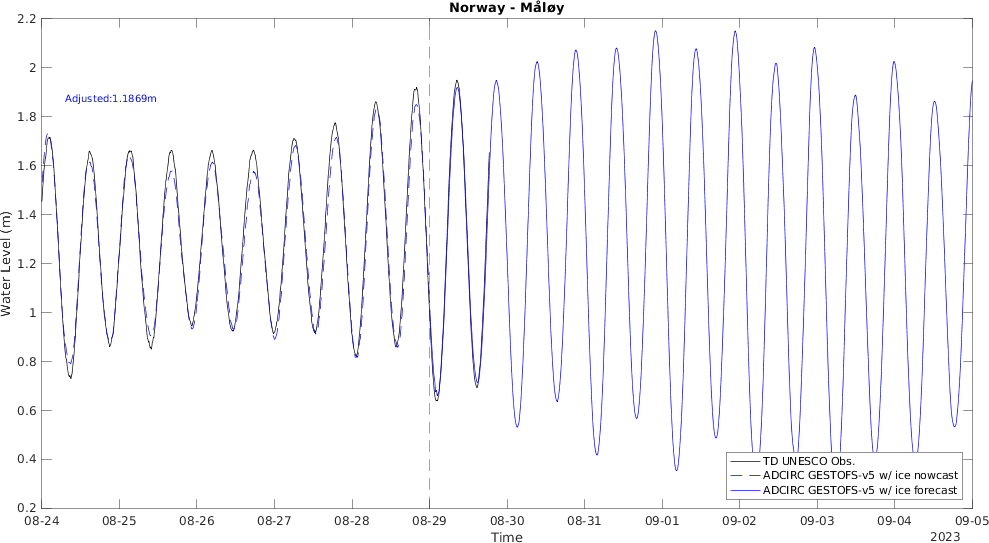 Norway - Måløy
2.2
2
1.8
1.6
1.4
1.2
1
0.8
0.6
0.4
0.2
Water Level (m)
Adjusted:1.1869m
TD UNESCO Obs.
ADCIRC GESTOFS-v5 w/ ice nowcast
ADCIRC GESTOFS-v5 w/ ice forecast
08-24 08-25 08-26 08-27 08-28 08-29 08-30 08-31 09-01 09-02 09-03 09-04 09-05
Time
2023